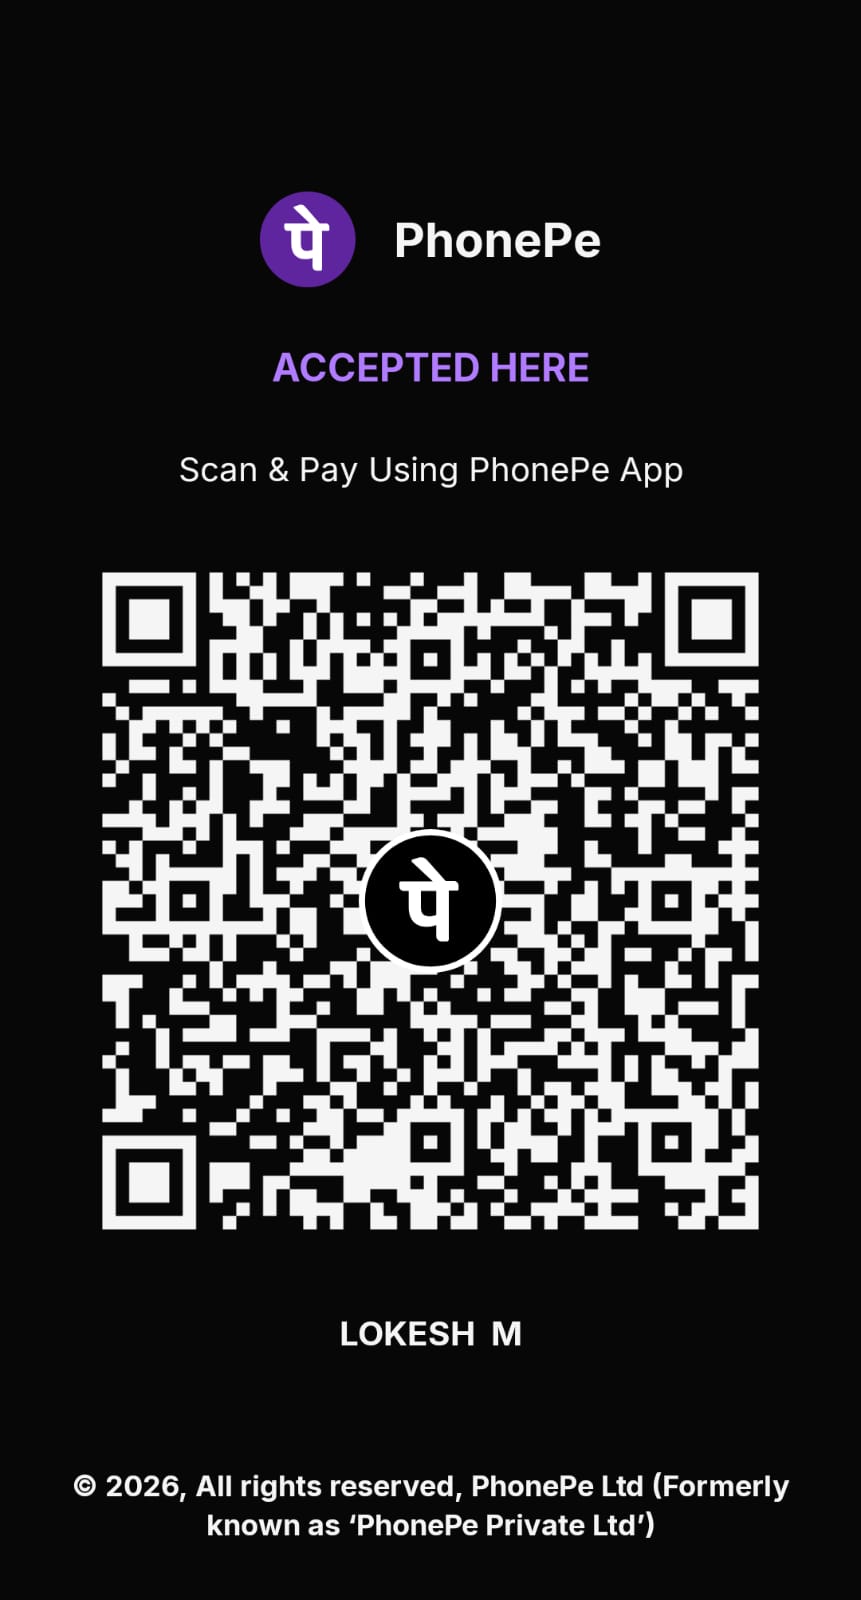 पे PhonePe
ACCEPTED HERE
Scan & Pay Using PhonePe App
पे
LOKESH M
© 2026, All rights reserved, PhonePe Ltd (Formerly
known as ‘PhonePe Private Ltd’)